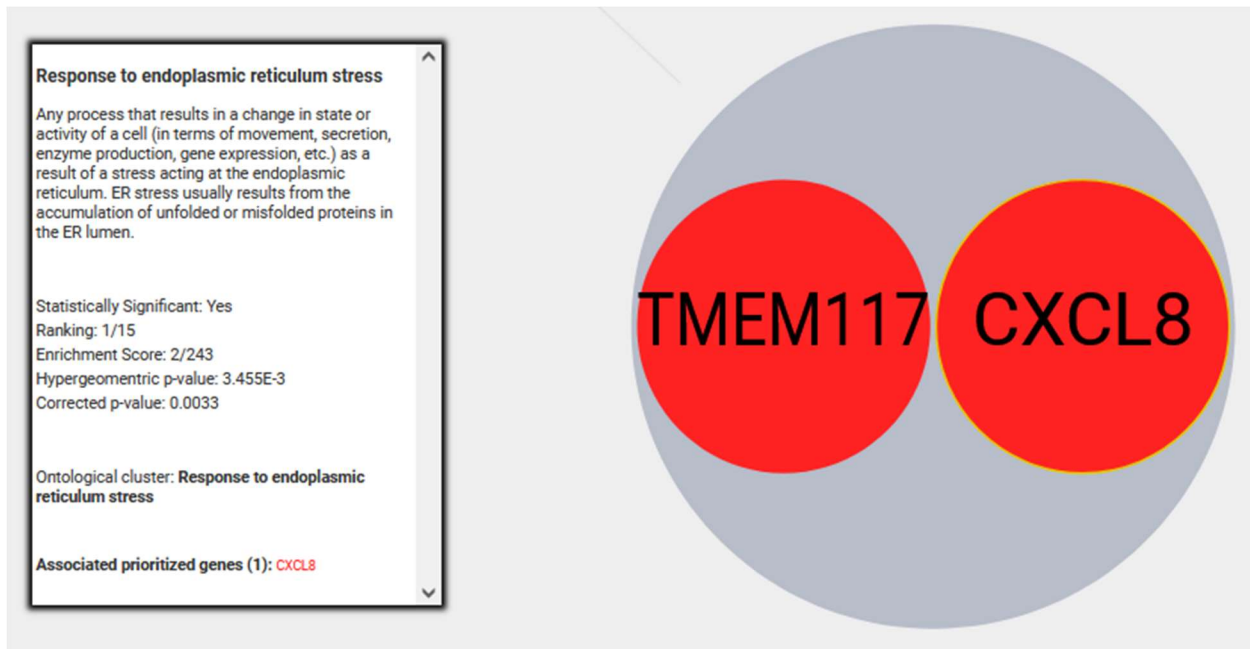 Response to endoplasmic reticulum stress
Any process that results in a change in state or
activity of a cell (in terms of movement, secretion,
enzyme production, gene expression, etc.) as a
result of a stress acting at the endoplasmic
reticulum. ER stress usually results from the
accumulation of unfolded or misfolded proteins in
the ER lumen.
Statistically Significant: Yes
Ranking: 1/15
Enrichment Score: 2/243
Hypergeomentric p-value: 3.455E-3
Corrected p-value: 0.0033
Ontological cluster: Response to endoplasmic
reticulum stress
Associated prioritized genes (1): CXCL8
TMEM117 CXCL8